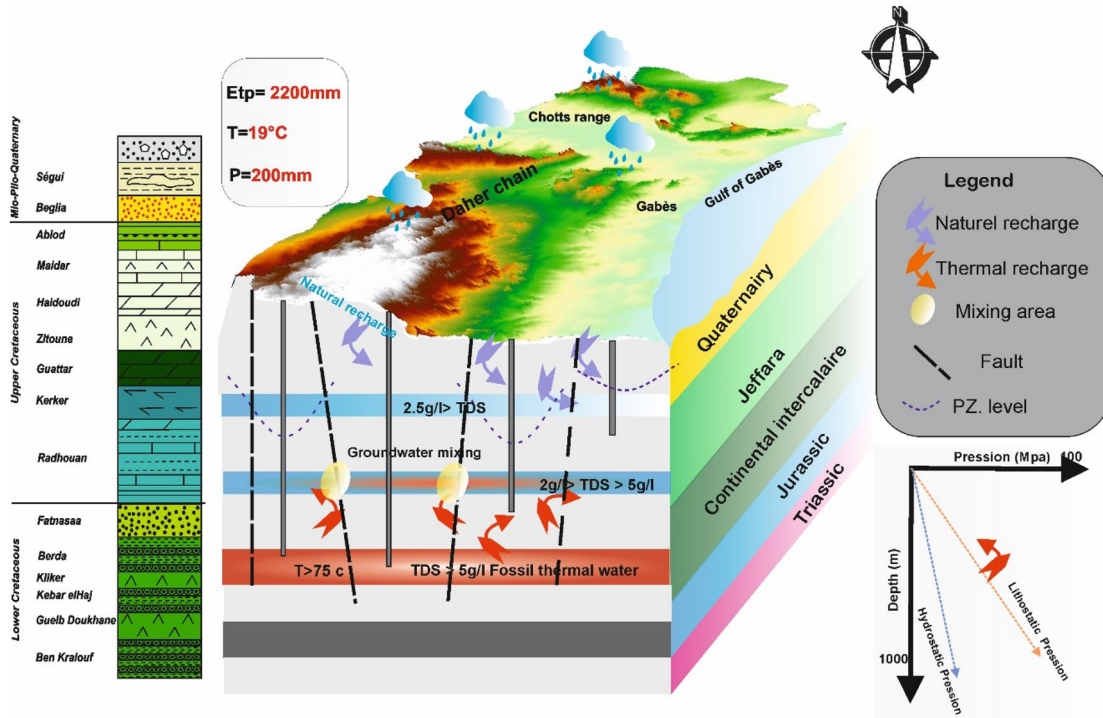 Etp= 2200mm
T=19°C
P=200mm
N
Chotts range
Daher chain
Gabès
Gulf of Gabès
Natural recharge
2.5g/l> TDS
Groundwater mixing
2g/l> TDS > 5g/l
T>75 c
TDS > 5g/l Fossil thermal water
Quaternairy
Jeffara
Continental intercalaire
Jurassic
Triassic
Mio-Plio-Quaternary
Upper Cretaceous
Lower Cretaceous
Ségui
Beglia
Abiod
Maidar
Haidoudi
Zitoune
Guattar
Kerker
Radhouan
Fatnasaa
Berda
Kliker
Kebar elHaj
Guelb Doukhane
Ben Kralouf
Legend
Naturel recharge
Thermal recharge
Mixing area
Fault
PZ. level
Pression (Mpa) 100
Depth (m)
1000
Hydrostatic Pression
Lithostatic Pression